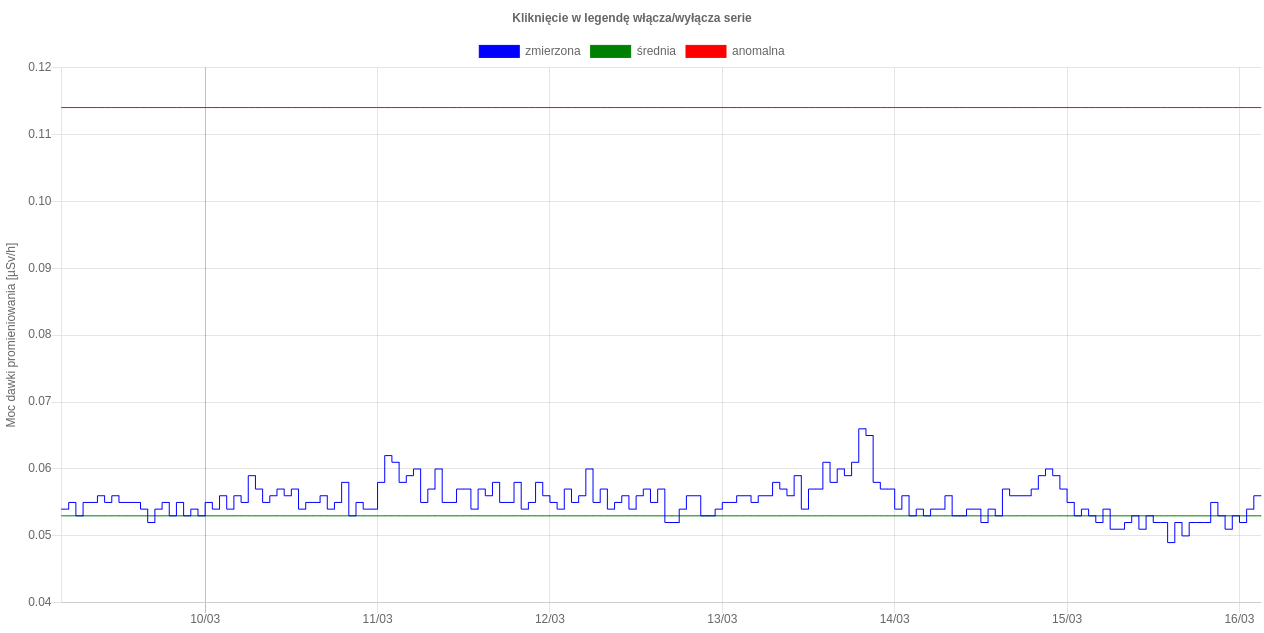 Kliknięcie w legendę włącza/wyłącza serie
zmierzona średnia anomalna
Moc dawki promieniowania [µSv/h]
0.12
0.11
0.10
0.09
0.08
0.07
0.06
0.05
0.04
10/03 11/03 12/03 13/03 14/03 15/03 16/03